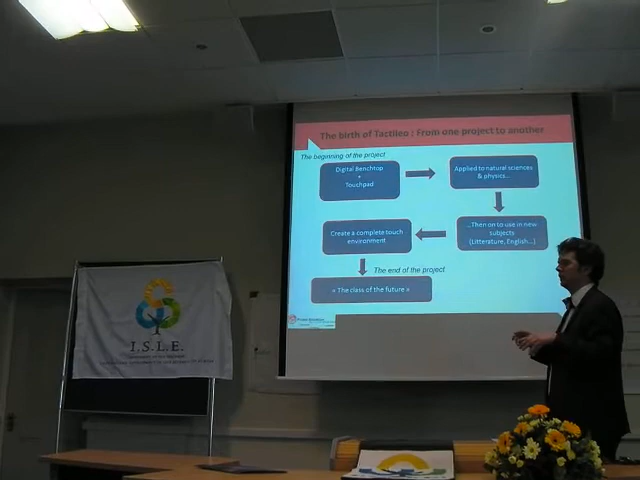 The birth of Tactileo : From one project to another
The beginning of the project
Digital Benchtop
+
Touchpad
Applied to natural sciences
& physics...
...Then on to use in new
subjects
(Litterature, English...)
Create a complete touch
environment
The end of the project
« The class of the future »
I.S.L.E.